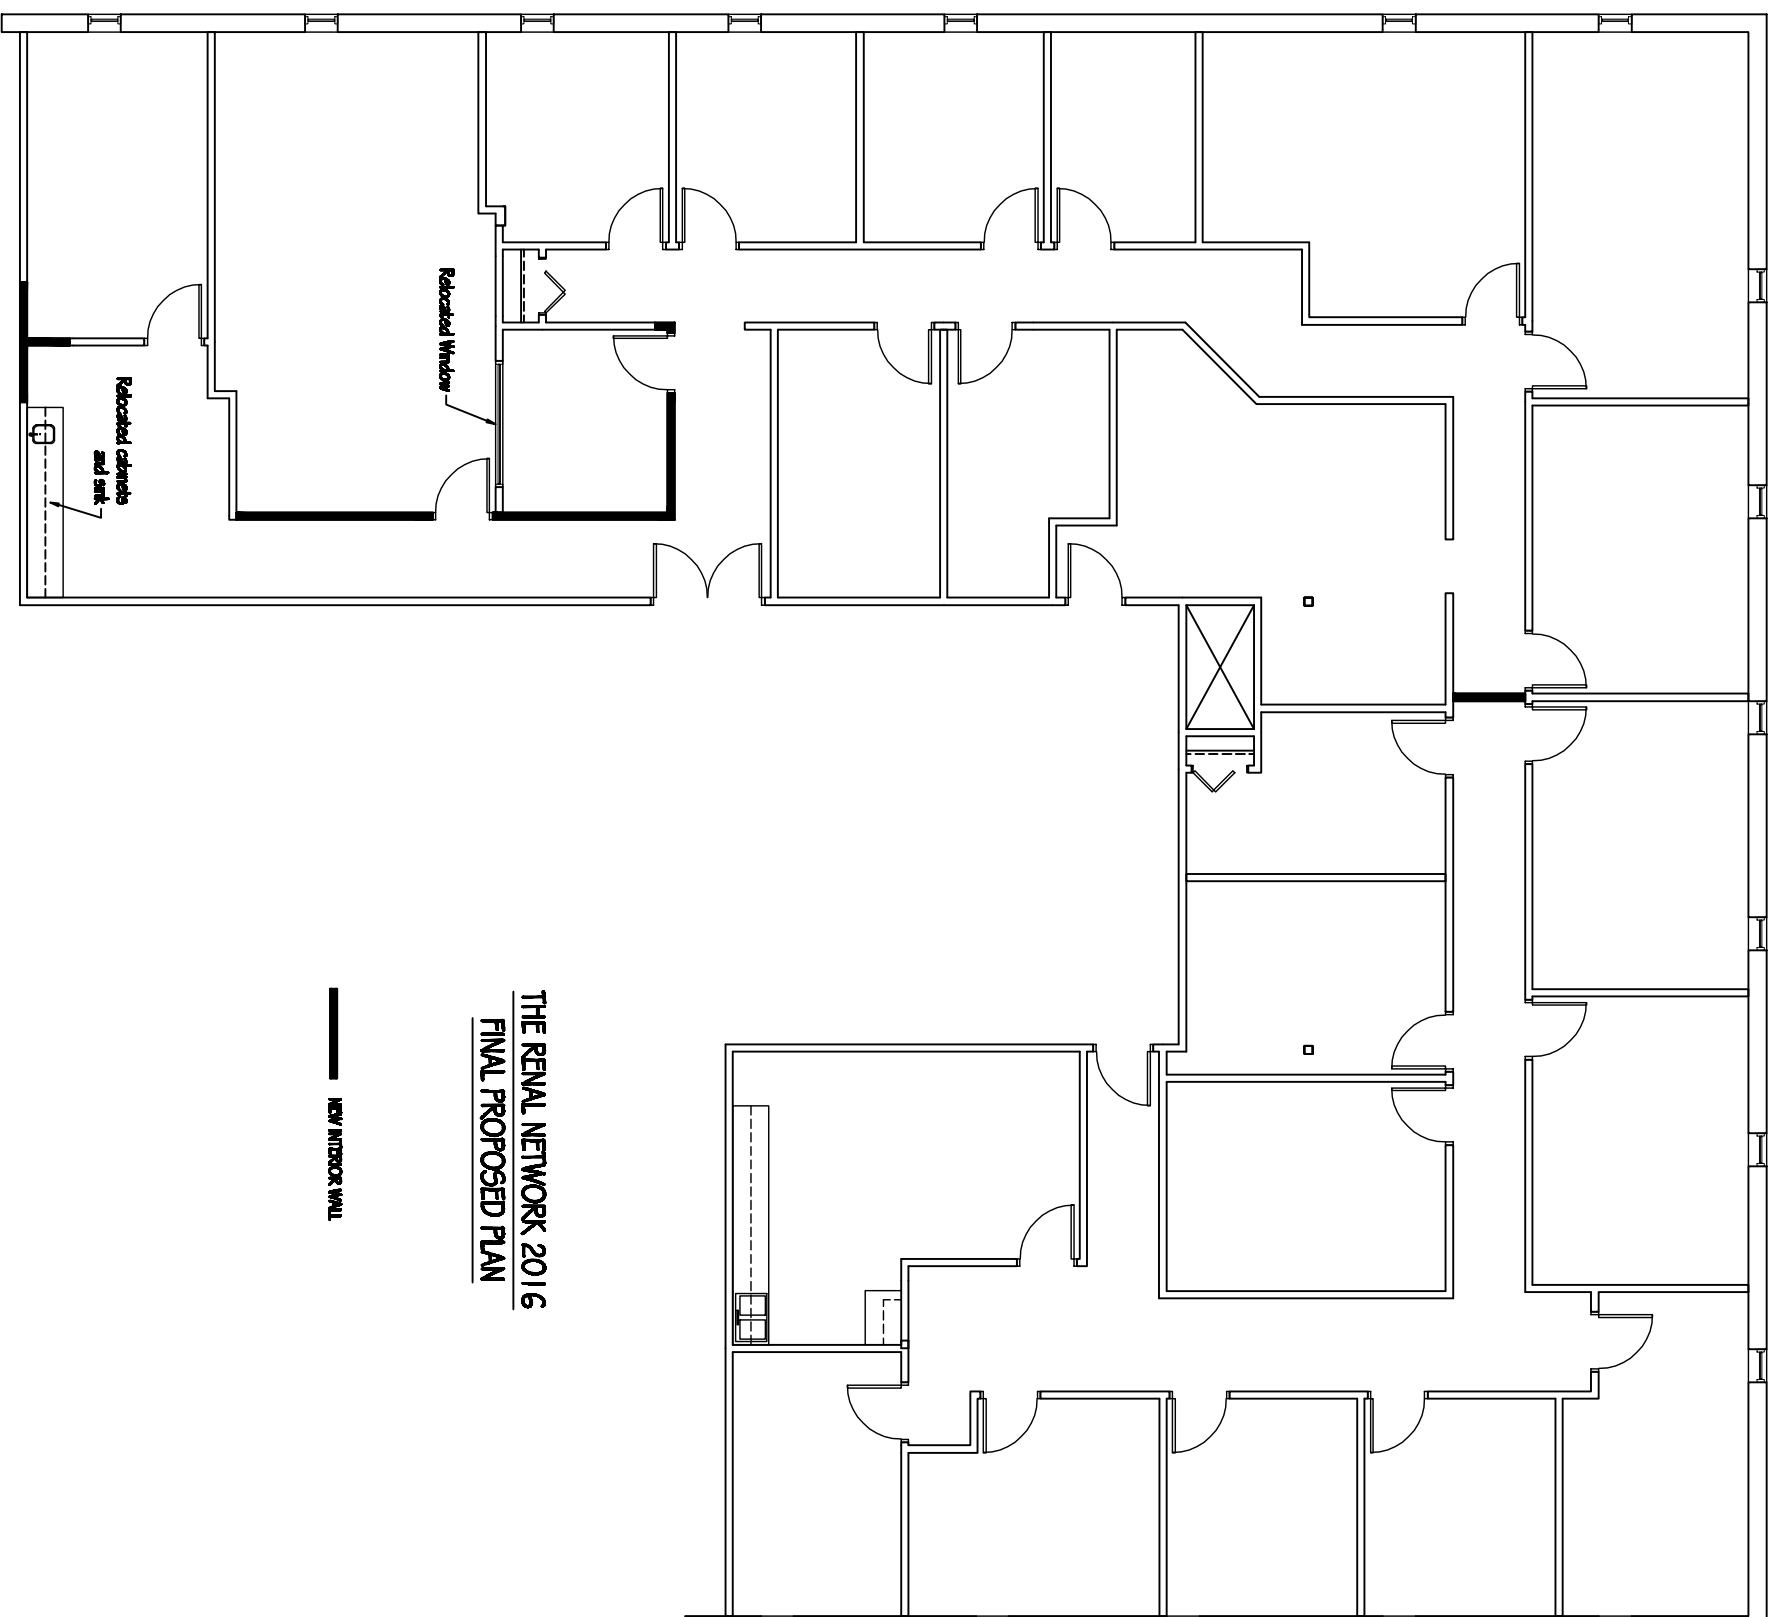 THE RENAL NETWORK 2016
FINAL PROPOSED PLAN
NEW INTERIOR WALL
Relocated Window
Relocated cabinets
and sink